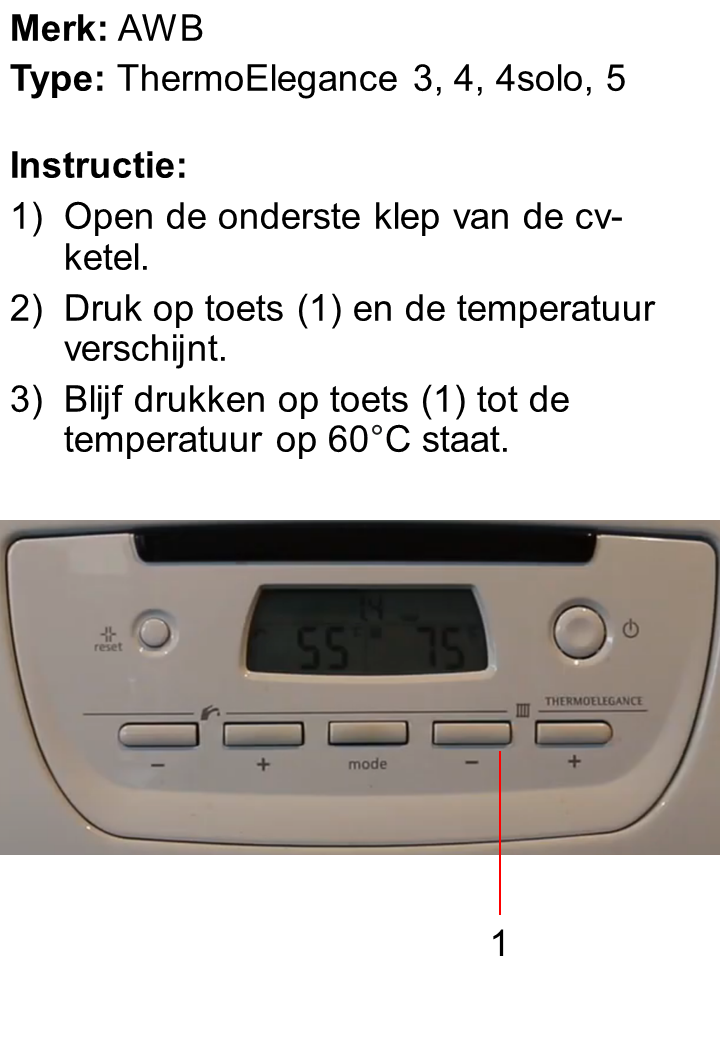 Merk: AWB
Type: ThermoElegance 3, 4, 4solo, 5
Instructie:
1) Open de onderste klep van de cv-
ketel.
2) Druk op toets (1) en de temperatuur
verschijnt.
3) Blijf drukken op toets (1) tot de
temperatuur op 60°C staat.
1.4
reset
55°C 75
THERMOELEGANCE
- + mode - +
1